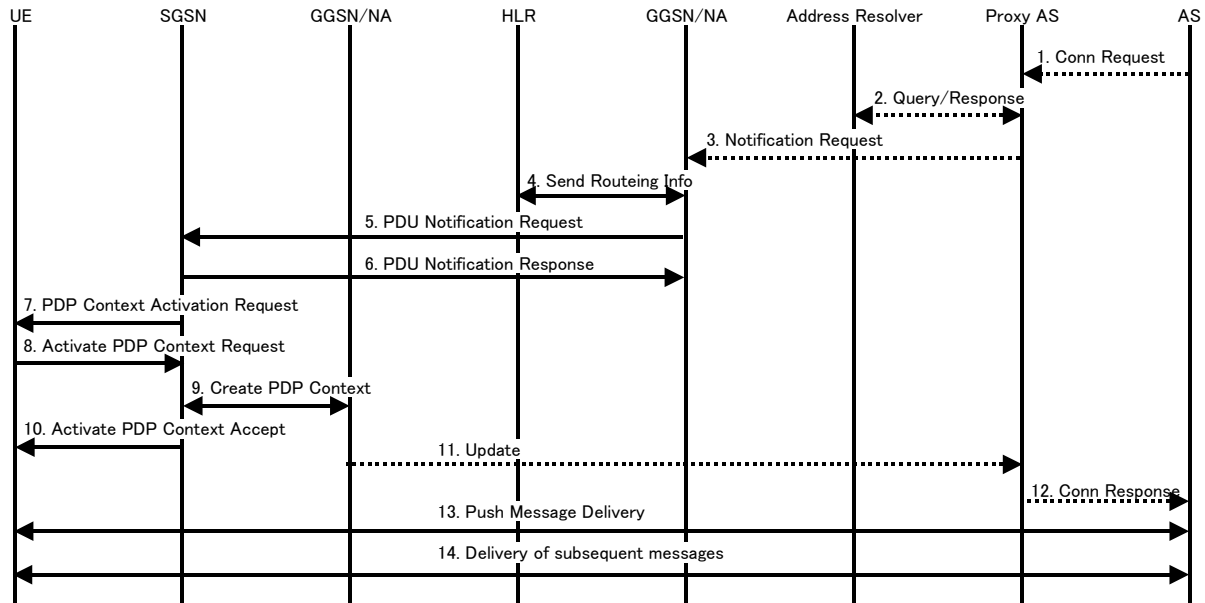 UE SGSN GGSN/NA HLR GGSN/NA Address Resolver Proxy AS AS
1. Conn Request
2. Query/Response
3. Notification Request
4. Send Routeing Info
5. PDU Notification Request
6. PDU Notification Response
7. PDP Context Activation Request
8. Activate PDP Context Request
9. Create PDP Context
10. Activate PDP Context Accept
11. Update
12. Conn Response
13. Push Message Delivery
14. Delivery of subsequent messages